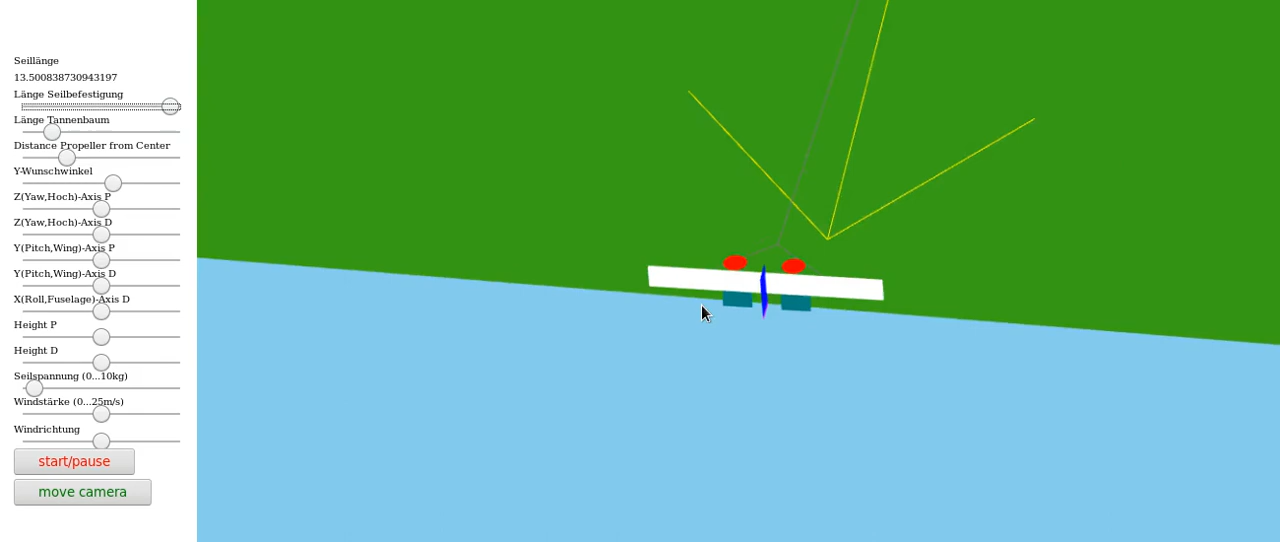 Seillänge
13.500838730943197
Länge Seilbefestigung
Länge Tannenbaum
Distance Propeller from Center
Y-Wunschwinkel
Z(Yaw,Hoch)-Axis P
Z(Yaw,Hoch)-Axis D
Y(Pitch,Wing)-Axis P
Y(Pitch,Wing)-Axis D
X(Roll,Fuselage)-Axis D
Height P
Height D
Seilspannung (0...10kg)
Windstärke (0...25m/s)
Windrichtung
start/pause
move camera